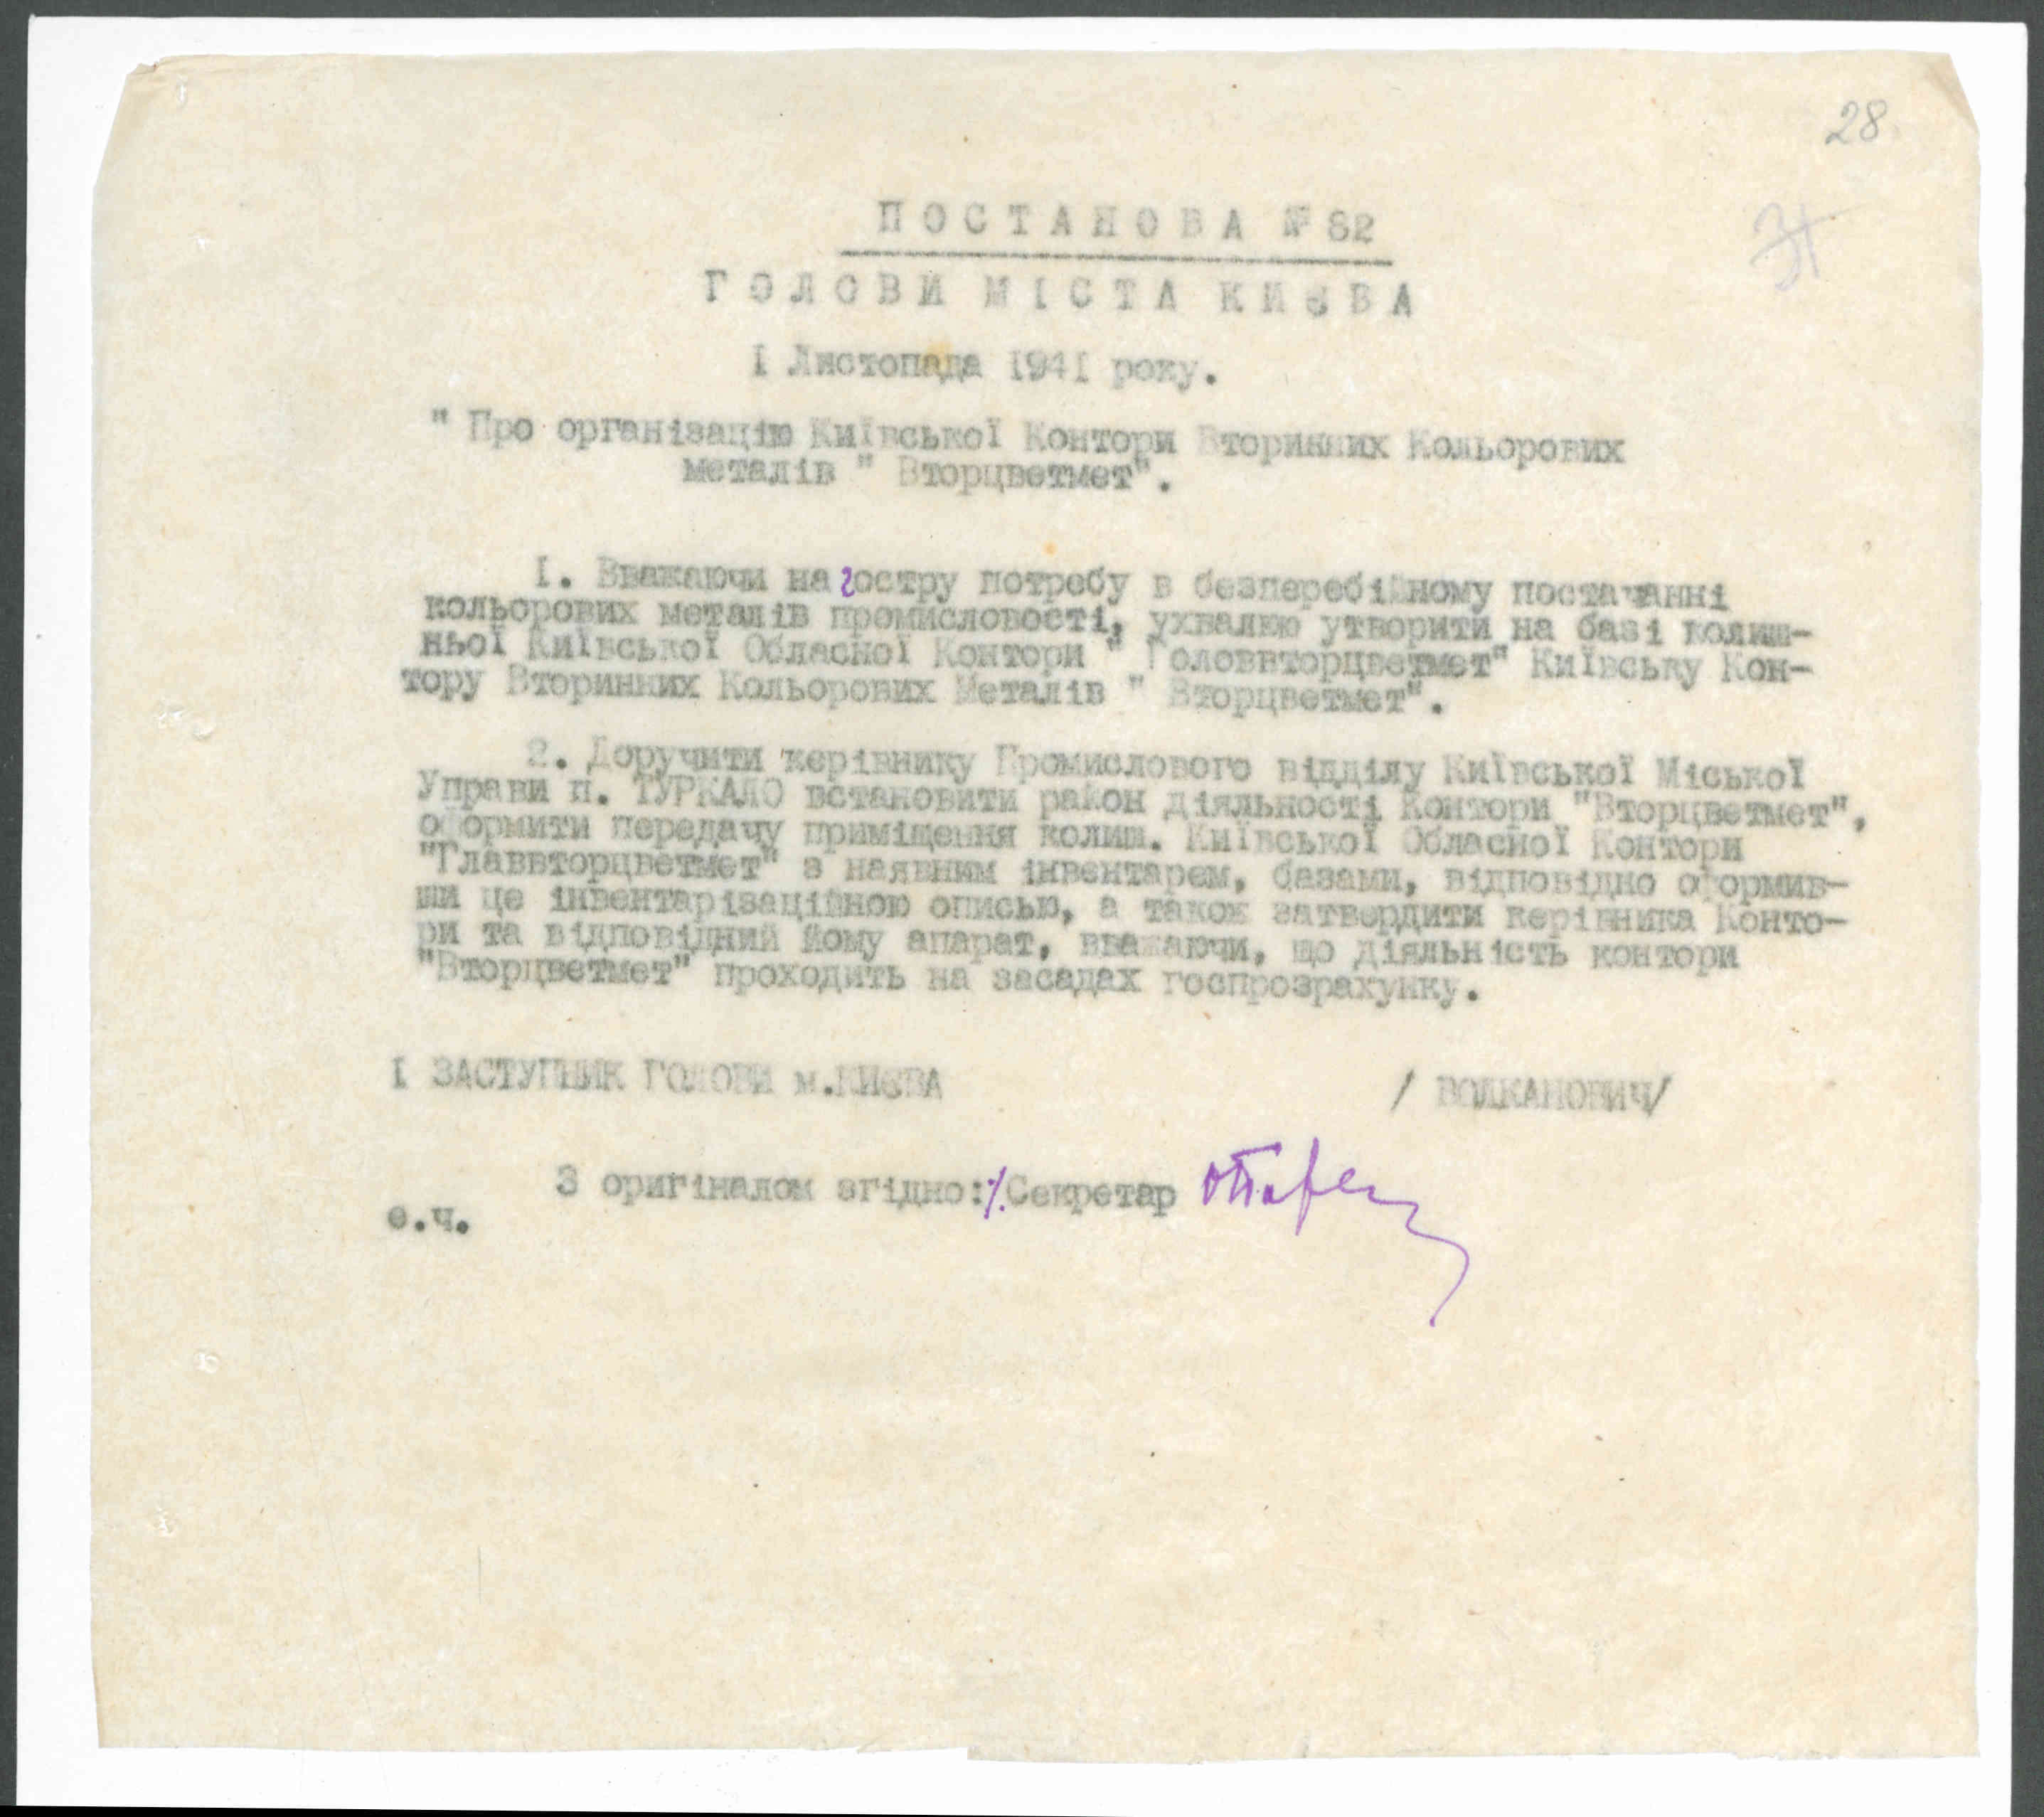 28
ПОСТАНОВА № 82
ГОЛОВИ МІСТА КИЄВА
І Листопада І94І року.
" Про організацію Київської Контори Вторинних Кольорових
металів " Вторцветмет".
І. Вважаючи на гостру потребу в безперебійному постачанні
кольорових металів промисловості, ухвалюю утворити на базі колиш-
ньої Київської Обласної Контори " Головвторцветмет" Київську Кон-
тору Вторинних Кольорових Металів " Вторцветмет".
2. Доручити керівнику Промислового відділу Київської Міської
Управи п. ТУРКАЛО встановити район діяльності Контори "Вторцветмет",
оформити передачу приміщення колиш. Київської Обласної Контори
"Главвторцветмет" з наявним інвентарем, базами, відповідно оформив-
ши це інвентарізаційною описью, а також затвердити керівника Конто-
ри та відповідний йому апарат, вважаючи, що діяльність контори
"Вторцветмет" проходить на засадах госпрозрахунку.
І ЗАСТУПНИК ГОЛОВИ м.КИЄВА / ВОЛКАНОВИЧ/
З оригіналом згідно: Секретар
е.ч.